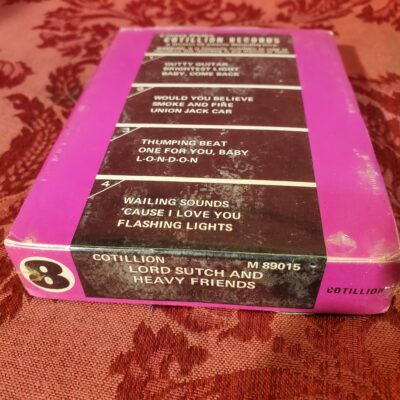 COTILLION RECORDS
1
GUTTY GUITAR
BRIGHTEST LIGHT
BABY, COME BACK
2
WOULD YOU BELIEVE
SMOKE AND FIRE
UNION JACK CAR
3
THUMPING BEAT
ONE FOR YOU, BABY
L-O-N-D-O-N
4
WAILING SOUNDS
'CAUSE I LOVE YOU
FLASHING LIGHTS
8
COTILLION M 89015
LORD SUTCH AND
HEAVY FRIENDS
COTILLION